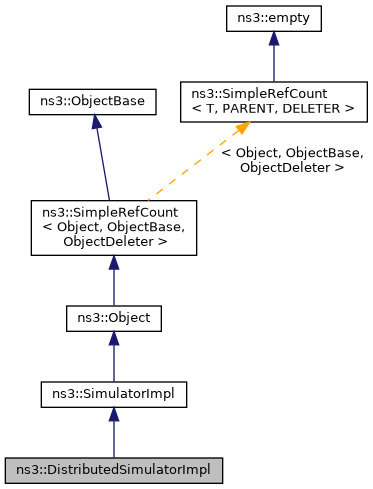 ns3::empty
ns3::SimpleRefCount
< T, PARENT, DELETER >
ns3::ObjectBase
< Object, ObjectBase,
ObjectDeleter >
ns3::SimpleRefCount
< Object, ObjectBase,
ObjectDeleter >
ns3::Object
ns3::SimulatorImpl
ns3::DistributedSimulatorImpl